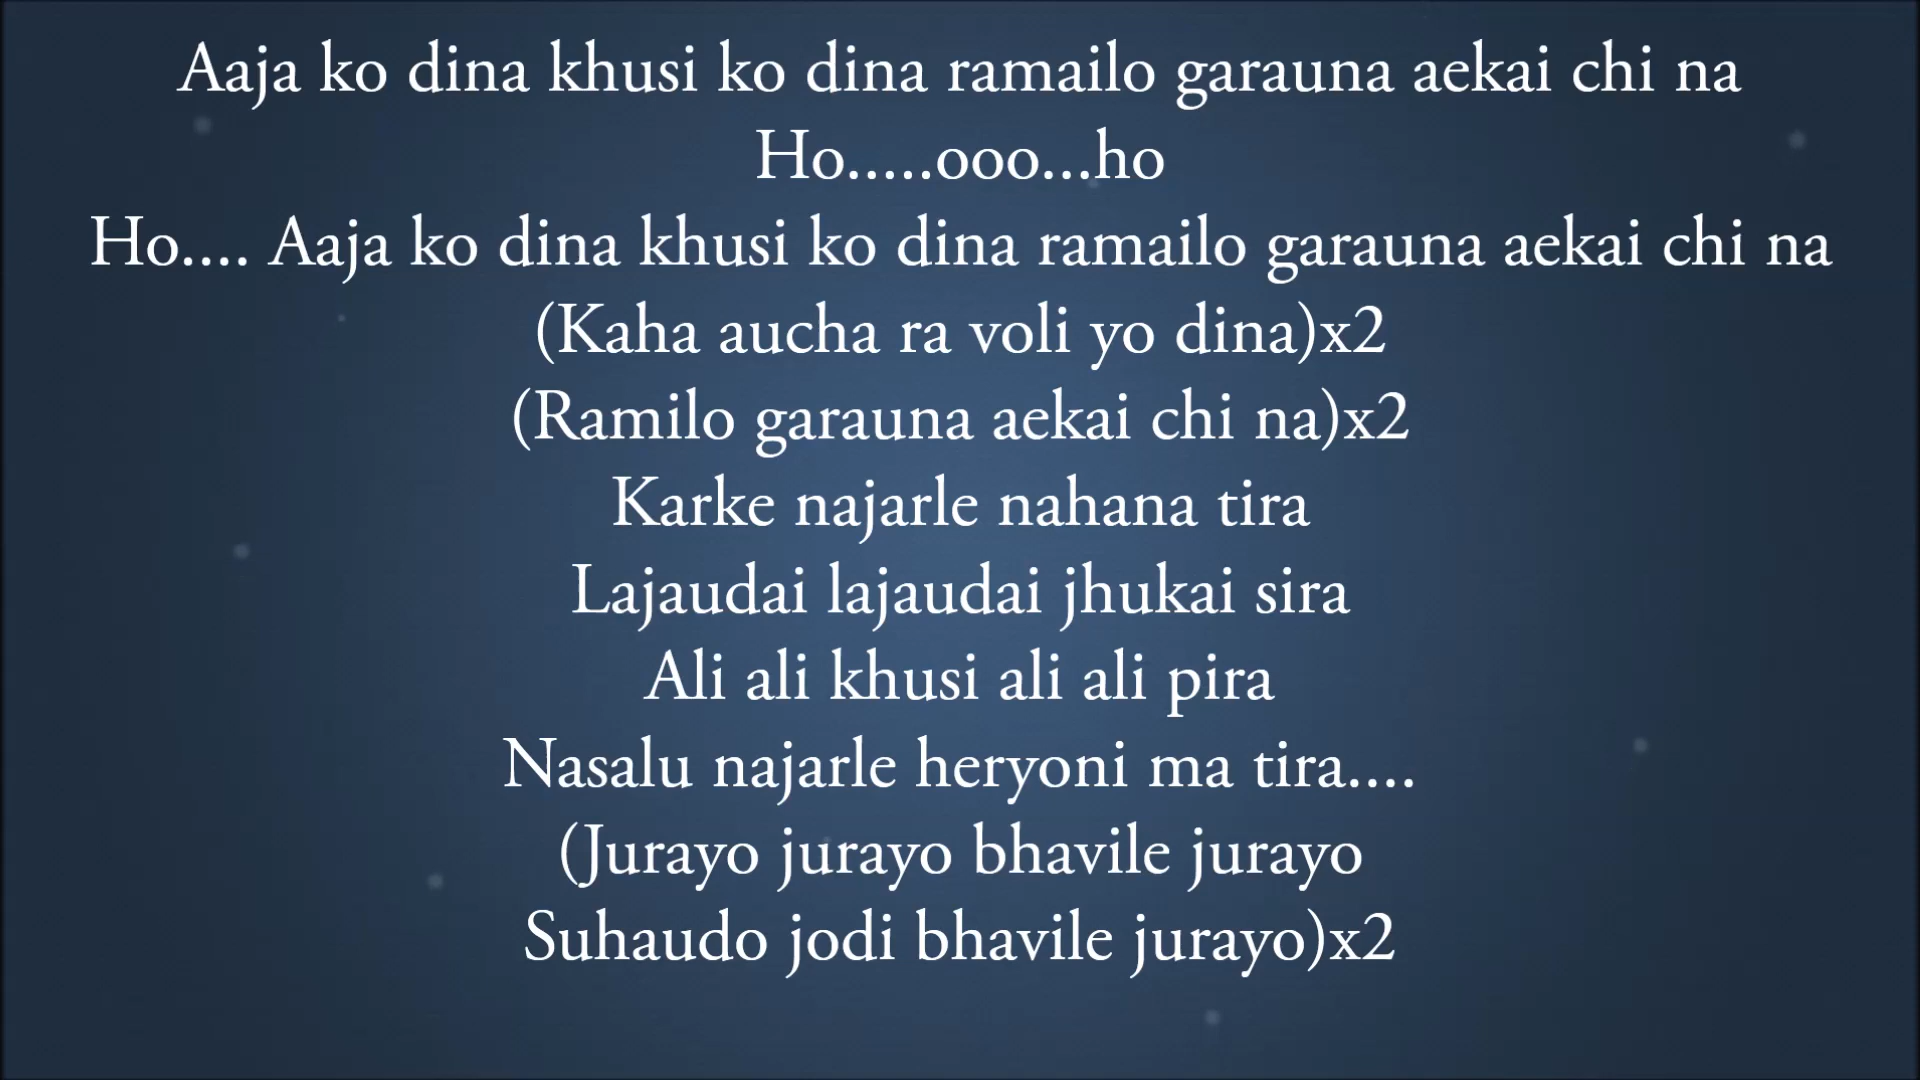 Aaja ko dina khusi ko dina ramailo garauna aekai chi na
Ho.....ooo...ho
Ho.... Aaja ko dina khusi ko dina ramailo garauna aekai chi na
(Kaha aucha ra voli yo dina)x2
(Ramilo garauna aekai chi na)x2
Karke najarle nahana tira
Lajaudai lajaudai jhukai sira
Ali ali khusi ali ali pira
Nasalu najarle heryoni ma tira....
(Jurayo jurayo bhavile jurayo
Suhaudo jodi bhavile jurayo)x2